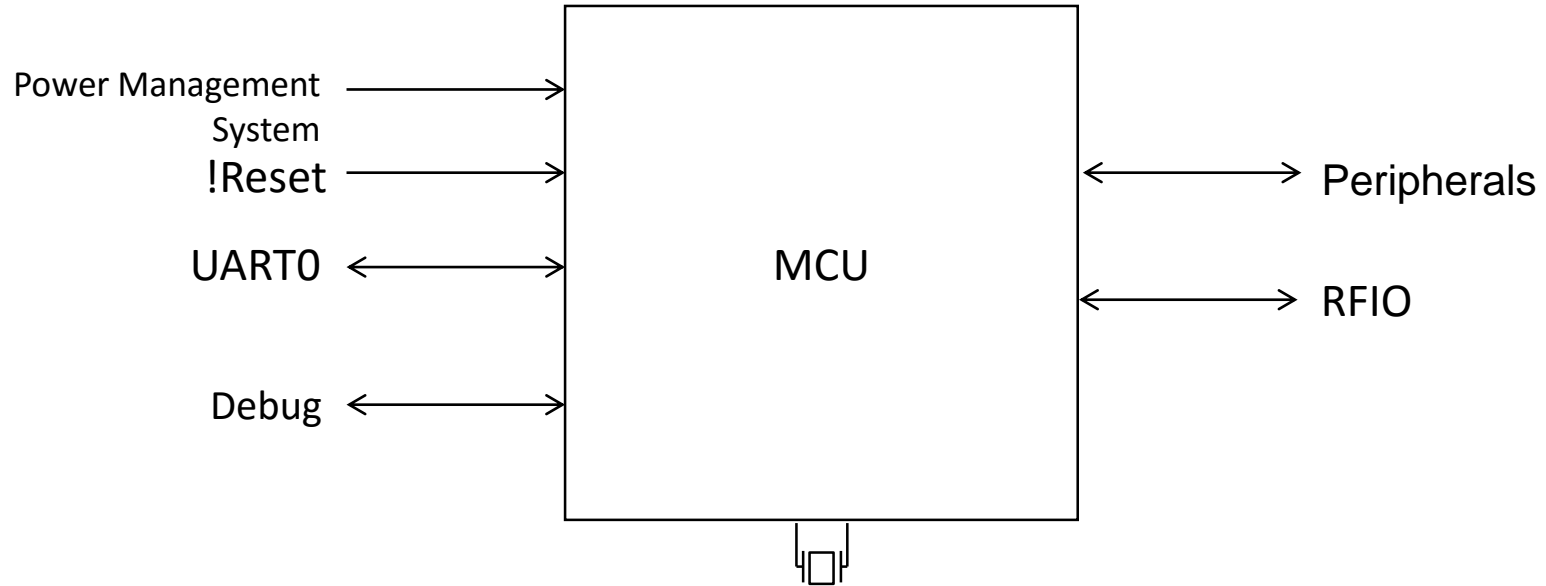 Power Management
System
!Reset
UART0
Debug
MCU
Peripherals
RFIO